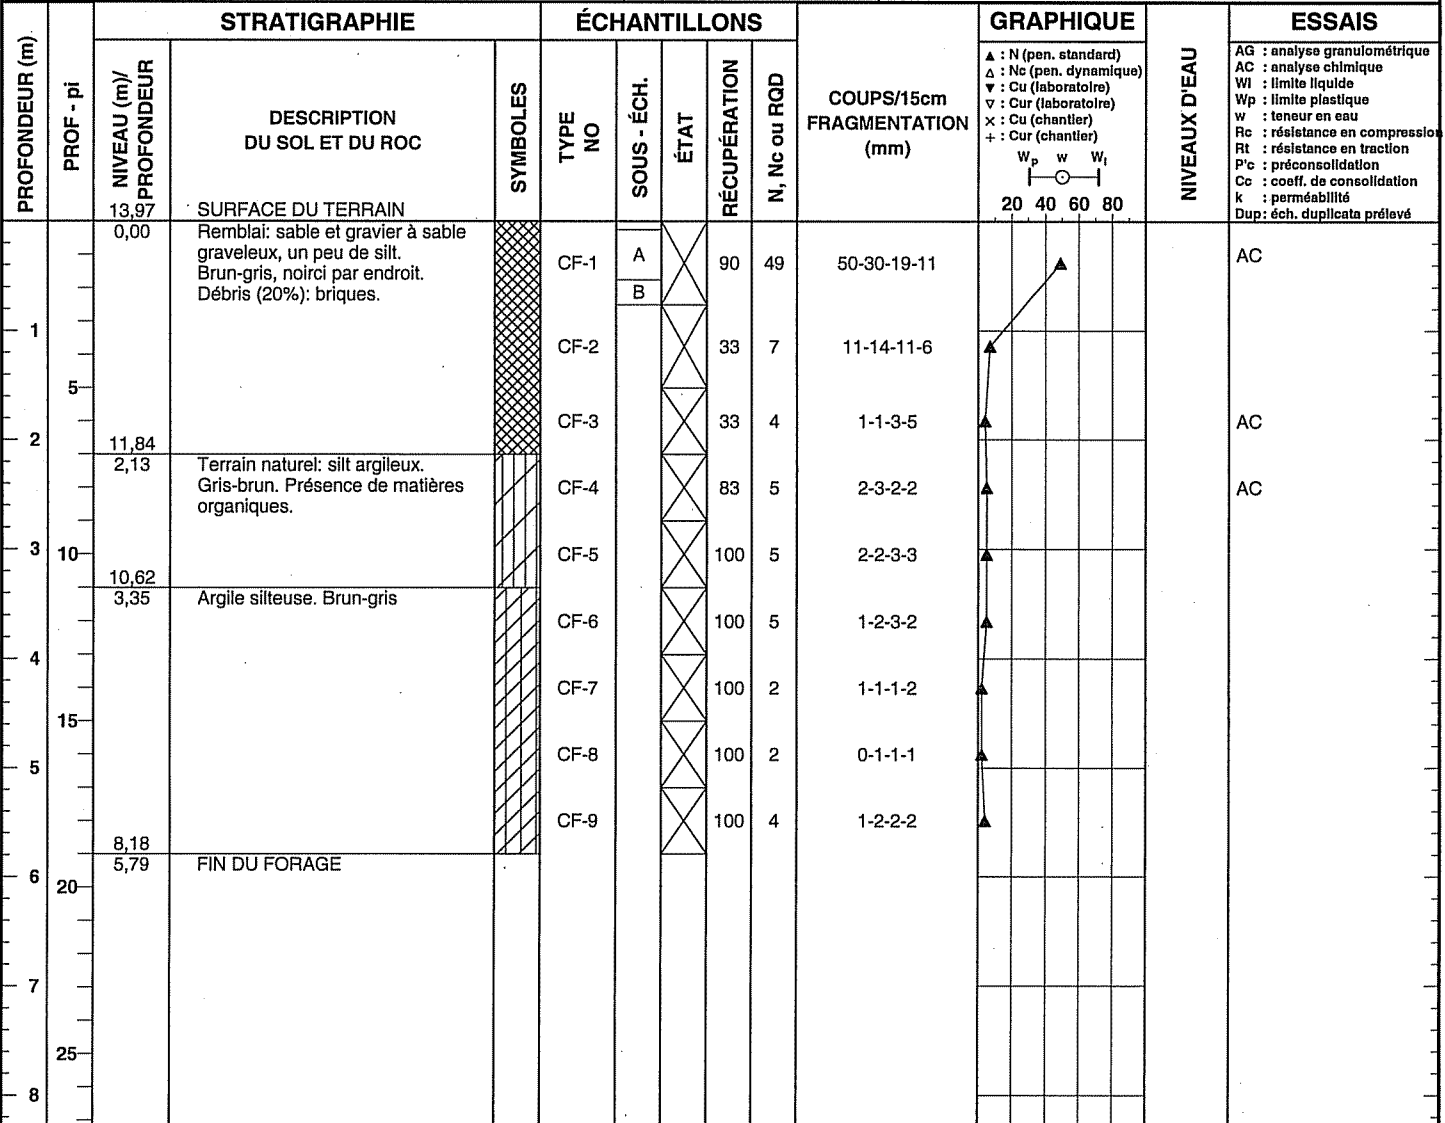 STRATIGRAPHIE
ÉCHANTILLONS
GRAPHIQUE
ESSAIS
PROFONDEUR (m)
PROF - pi
NIVEAU (m)/
PROFONDEUR
DESCRIPTION
DU SOL ET DU ROC
SYMBOLES
TYPE
NO
SOUS - ÉCH.
ÉTAT
RÉCUPÉRATION
N, Nc ou RQD
COUPS/15cm
FRAGMENTATION
(mm)
▲ : N (pen. standard)
△ : Nc (pen. dynamique)
▼ : Cu (laboratoire)
▽ : Cur (laboratoire)
× : Cu (chantier)
+ : Cur (chantier)
Wp w Wl
20 40 60 80
NIVEAUX D'EAU
AG : analyse granulométrique
AC : analyse chimique
Wl : limite liquide
Wp : limite plastique
w : teneur en eau
Rc : résistance en compression
Rt : résistance en traction
P'c : préconsolidation
Cc : coeff. de consolidation
k : perméabilité
Dup: éch. duplicata prélevé
13,97 SURFACE DU TERRAIN
0,00 Remblai: sable et gravier à sable
graveleux, un peu de silt.
Brun-gris, noirci par endroit.
Débris (20%): briques.
CF-1 A 90 49 50-30-19-11 AC
B
1
CF-2 33 7 11-14-11-6
5
CF-3 33 4 1-1-3-5 AC
2
11,84
2,13 Terrain naturel: silt argileux.
Gris-brun. Présence de matières
organiques.
CF-4 83 5 2-3-2-2 AC
3 10
CF-5 100 5 2-2-3-3
10,62
3,35 Argile silteuse. Brun-gris
CF-6 100 5 1-2-3-2
4
CF-7 100 2 1-1-1-2
15
CF-8 100 2 0-1-1-1
5
CF-9 100 4 1-2-2-2
8,18
5,79 FIN DU FORAGE
6
20
7
25
8